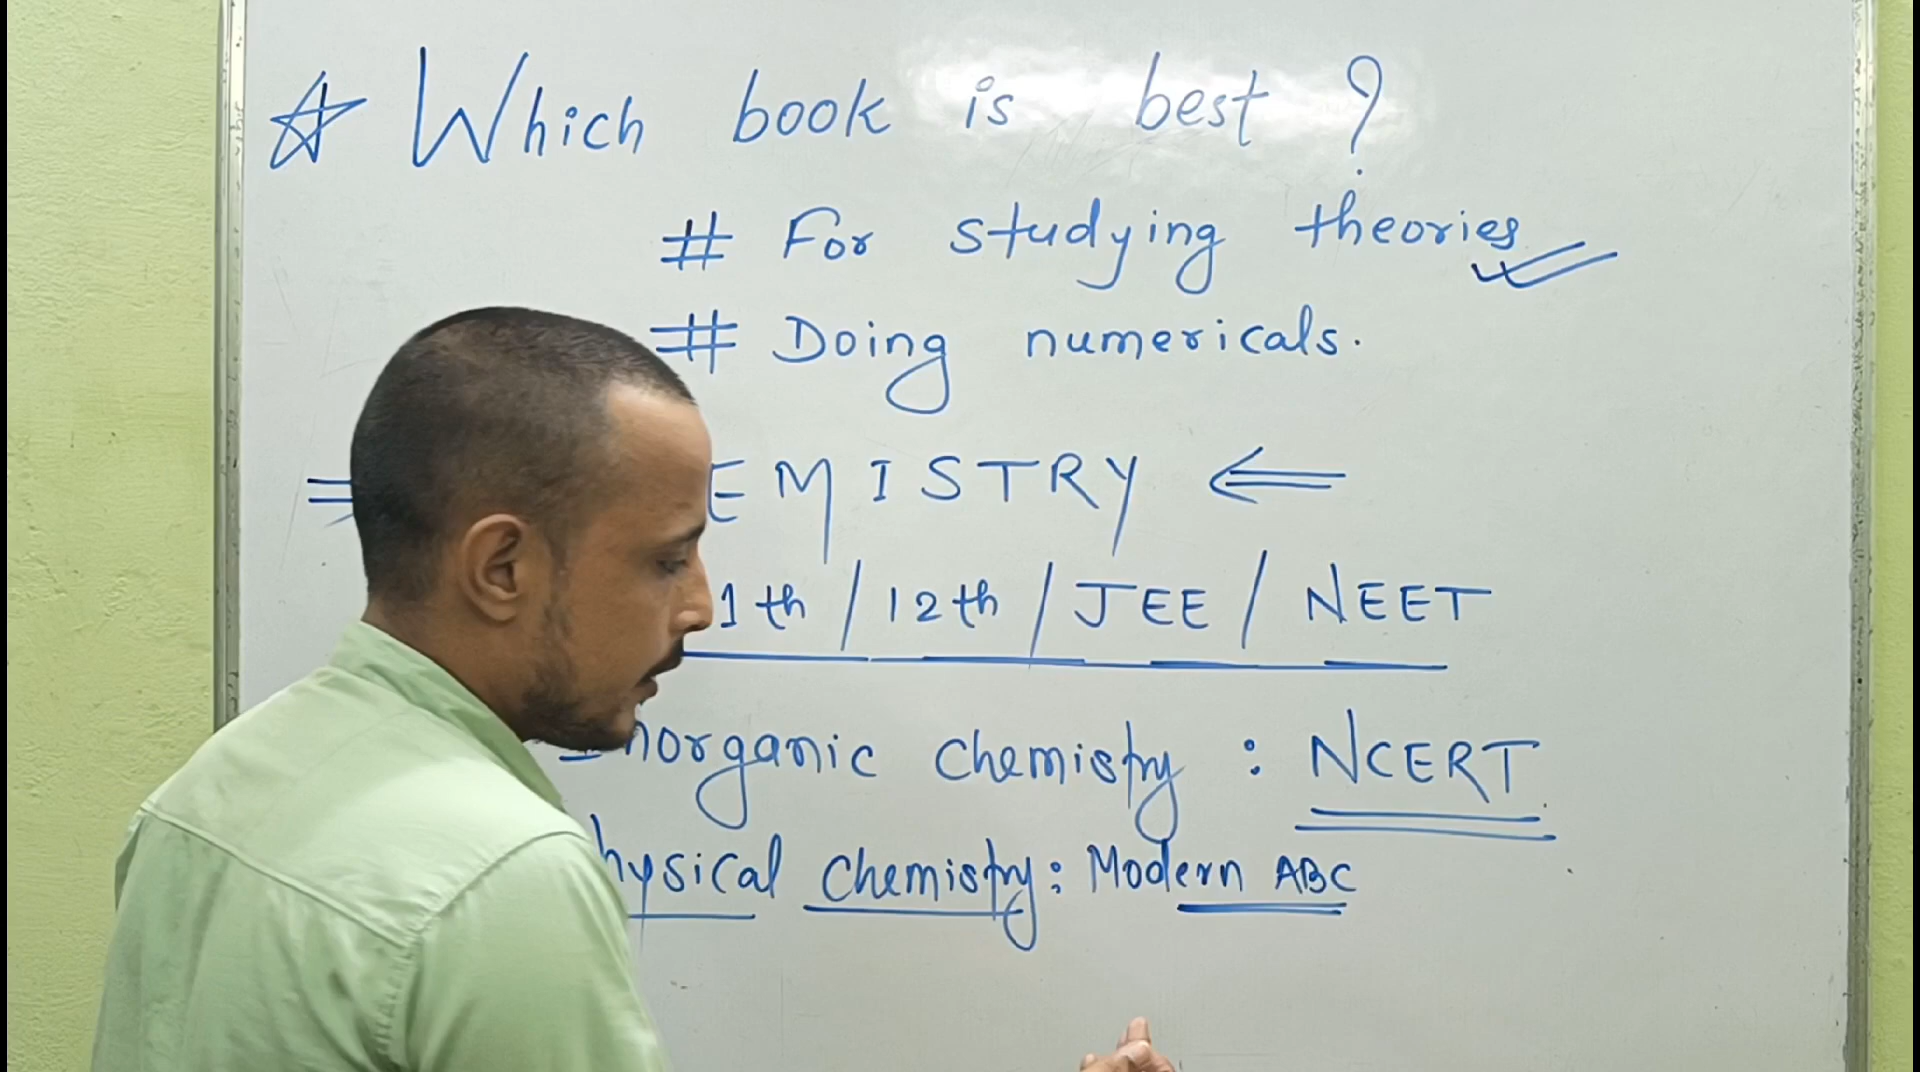 ☆ Which book is best ?
# For studying theories
# Doing numericals.
EMISTRY ⇐
1th / 12th / JEE / NEET
Inorganic Chemistry : NCERT
hysical Chemistry : Modern ABC